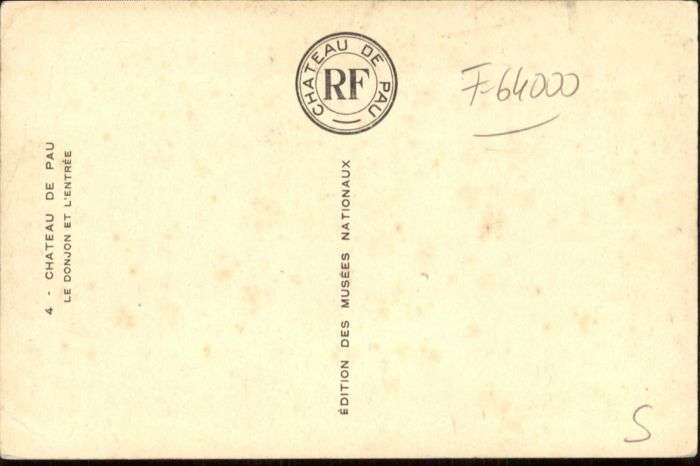 CHATEAU DE PAU
RF
F-64000
4 - CHATEAU DE PAU
LE DONJON ET L'ENTRÉE
ÉDITION DES MUSÉES NATIONAUX
S